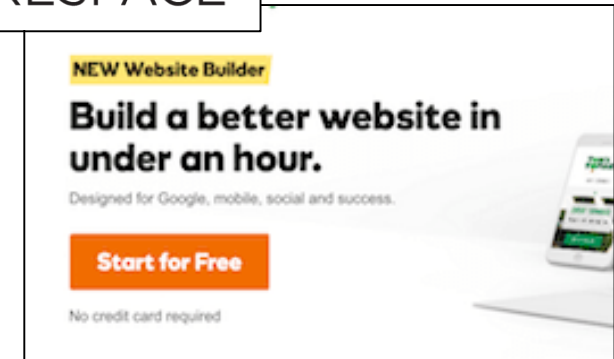 RESPACE
NEW Website Builder
Build a better website in
under an hour.
Designed for Google, mobile, social and success.
Start for Free
No credit card required